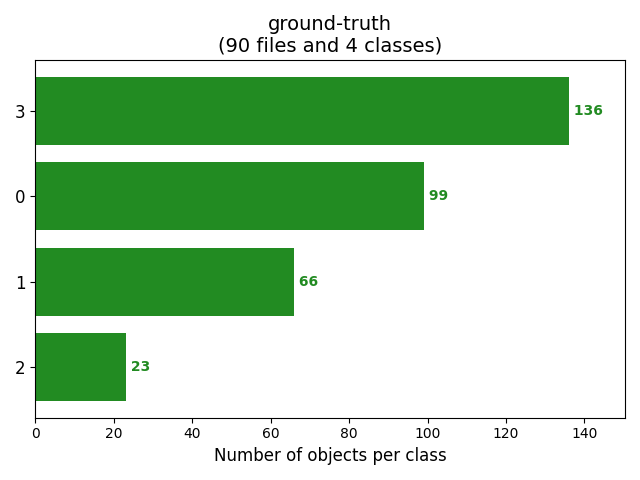 ground-truth
(90 files and 4 classes)
3 136
0 99
1 66
2 23
0 20 40 60 80 100 120 140
Number of objects per class